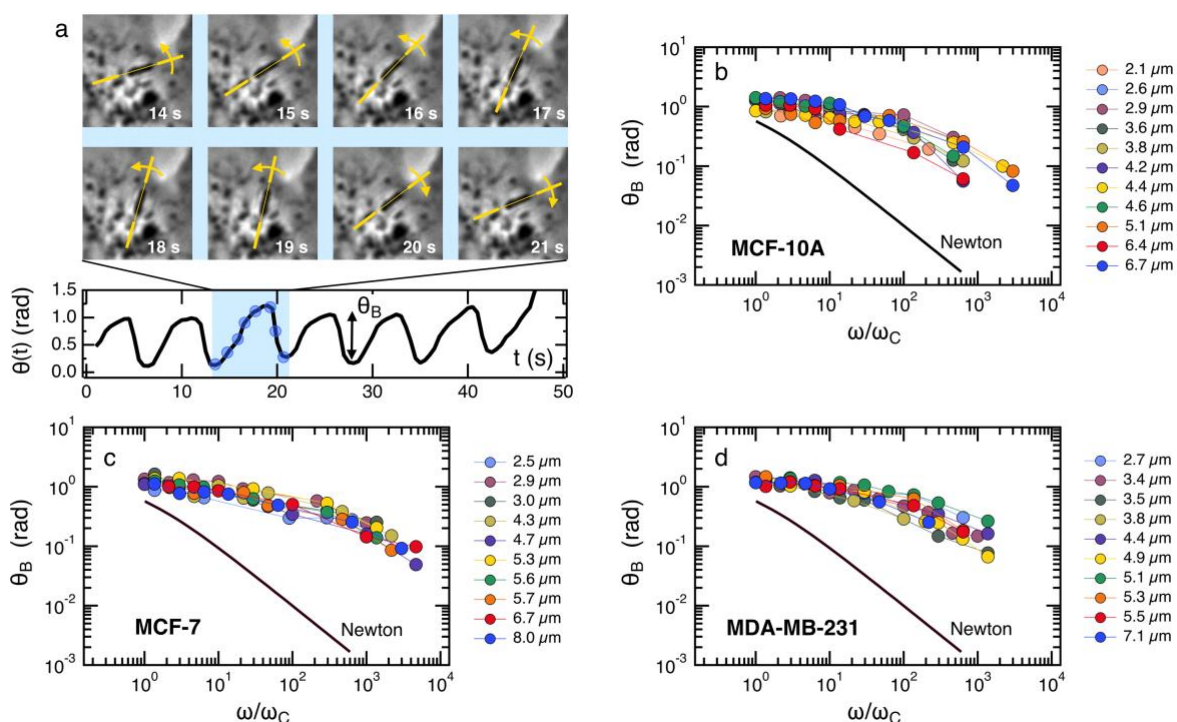 a
14 s
15 s
16 s
17 s
18 s
19 s
20 s
21 s
θ(t) (rad)
1.5
1.0
0.5
0.0
θB
t (s)
0
10
20
30
40
50
b
θB (rad)
10^1
10^0
10^-1
10^-2
10^-3
Newton
MCF-10A
10^0
10^1
10^2
10^3
10^4
ω/ωC
2.1 µm
2.6 µm
2.9 µm
3.6 µm
3.8 µm
4.2 µm
4.4 µm
4.6 µm
5.1 µm
6.4 µm
6.7 µm
c
θB (rad)
10^1
10^0
10^-1
10^-2
10^-3
MCF-7
Newton
10^0
10^1
10^2
10^3
10^4
ω/ωC
2.5 µm
2.9 µm
3.0 µm
4.3 µm
4.7 µm
5.3 µm
5.6 µm
5.7 µm
6.7 µm
8.0 µm
d
θB (rad)
10^1
10^0
10^-1
10^-2
10^-3
MDA-MB-231
Newton
10^0
10^1
10^2
10^3
10^4
ω/ωC
2.7 µm
3.4 µm
3.5 µm
3.8 µm
4.4 µm
4.9 µm
5.1 µm
5.3 µm
5.5 µm
7.1 µm